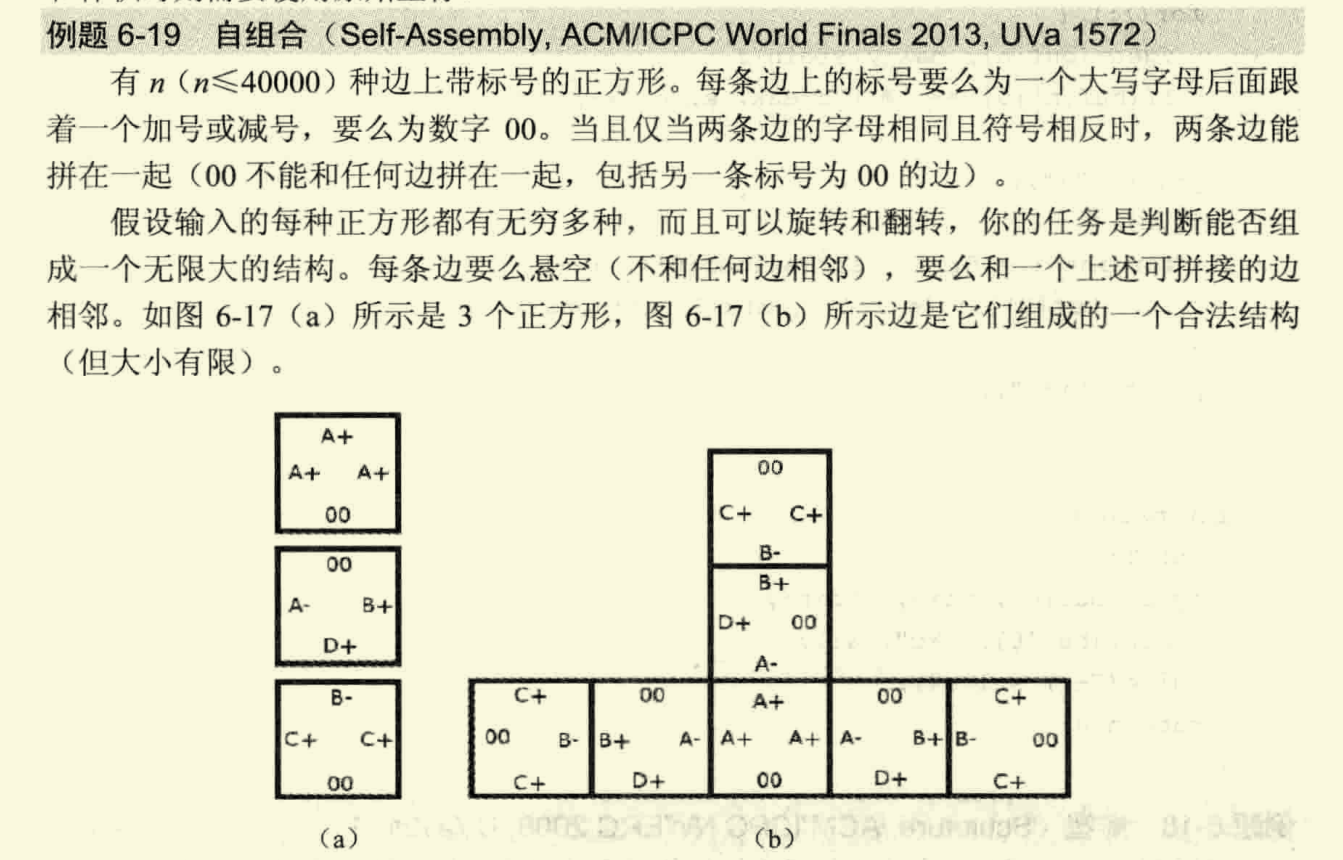 例题 6-19 自组合（Self-Assembly, ACM/ICPC World Finals 2013, UVa 1572）
有 n（n≤40000）种边上带标号的正方形。每条边上的标号要么为一个大写字母后面跟
着一个加号或减号，要么为数字 00。当且仅当两条边的字母相同且符号相反时，两条边能
拼在一起（00 不能和任何边拼在一起，包括另一条标号为 00 的边）。
假设输入的每种正方形都有无穷多种，而且可以旋转和翻转，你的任务是判断能否组
成一个无限大的结构。每条边要么悬空（不和任何边相邻），要么和一个上述可拼接的边
相邻。如图 6-17（a）所示是 3 个正方形，图 6-17（b）所示边是它们组成的一个合法结构
（但大小有限）。
A+
A+ A+
00
00
A- B+
D+
B-
C+ C+
00
(a)
00
C+ C+
B-
B+
D+ 00
A-
C+ 00 A+ 00 C+
00 B- B+ A- A+ A+ A- B+ B- 00
C+ D+ 00 D+ C+
(b)